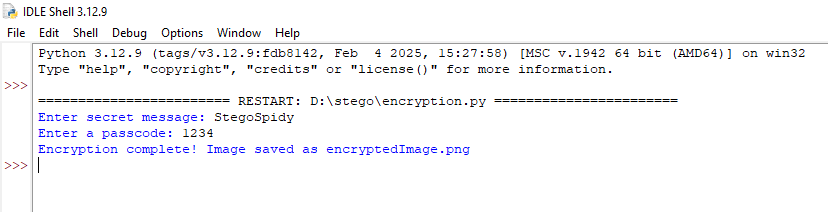 IDLE Shell 3.12.9
File Edit Shell Debug Options Window Help
Python 3.12.9 (tags/v3.12.9:fdb8142, Feb  4 2025, 15:27:58) [MSC v.1942 64 bit (AMD64)] on win32
Type "help", "copyright", "credits" or "license()" for more information.
>>>
======================== RESTART: D:\stego\encryption.py =======================
Enter secret message: StegoSpidy
Enter a passcode: 1234
Encryption complete! Image saved as encryptedImage.png
>>>